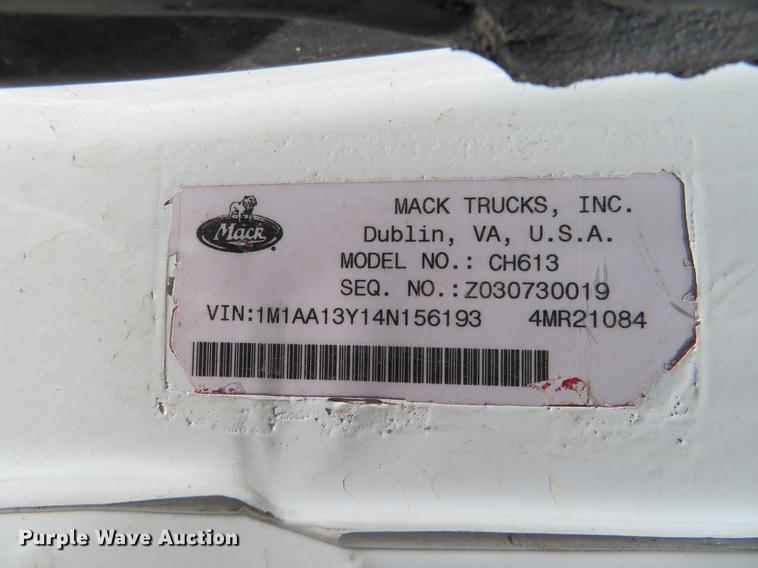 Mack
MACK TRUCKS, INC.
Dublin, VA, U.S.A.
MODEL NO.: CH613
SEQ. NO.: Z030730019
VIN:1M1AA13Y14N156193 4MR21084
Purple Wave Auction